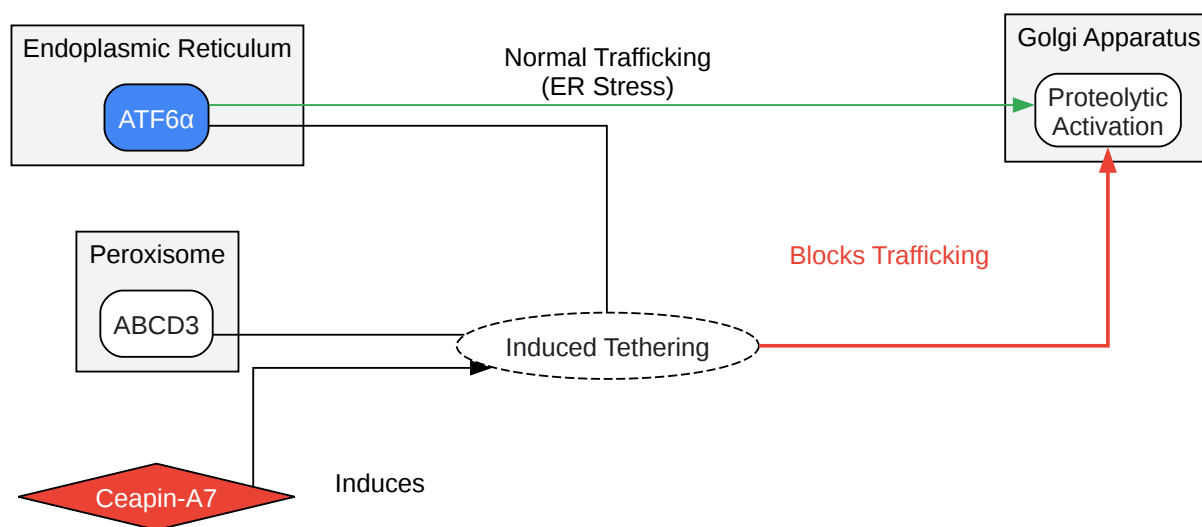 Endoplasmic Reticulum
ATF6α
Normal Trafficking
(ER Stress)
Golgi Apparatus
Proteolytic
Activation
Peroxisome
ABCD3
Blocks Trafficking
Induced Tethering
Ceapin-A7
Induces